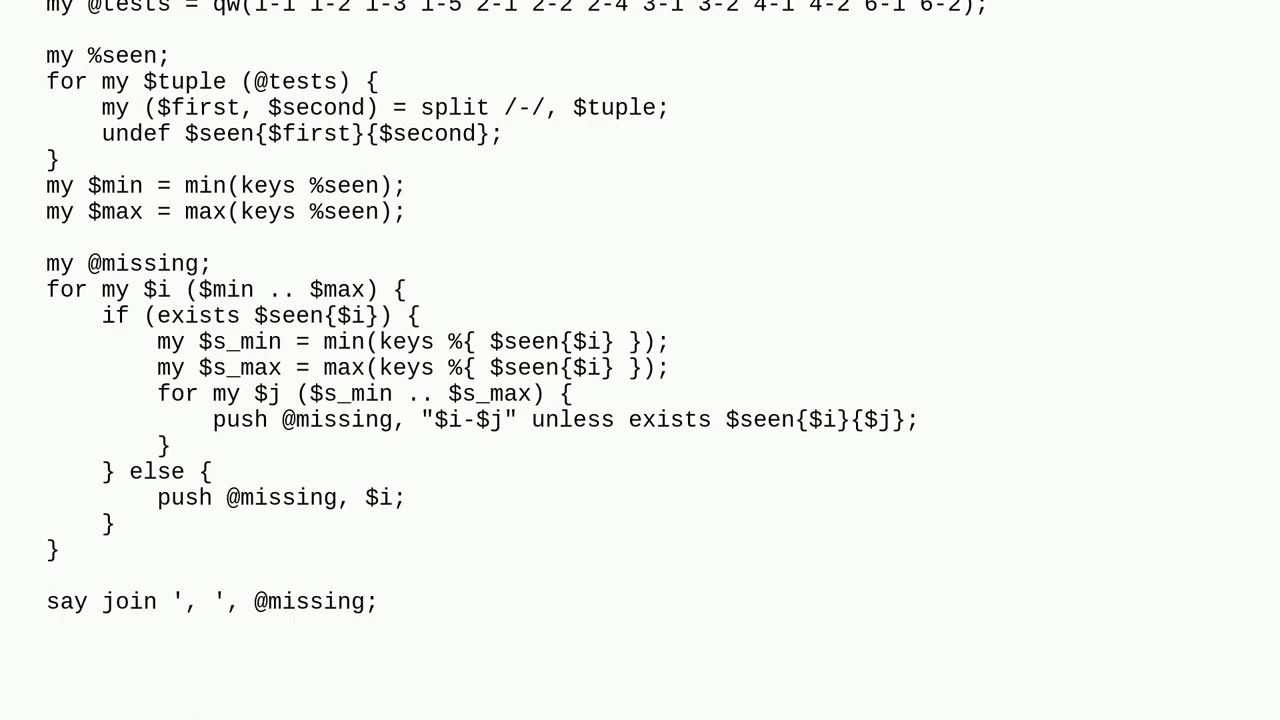 my @tests = qw(1-1 1-2 1-3 1-5 2-1 2-2 2-4 3-1 3-2 4-1 4-2 6-1 6-2);

my %seen;
for my $tuple (@tests) {
    my ($first, $second) = split /-/, $tuple;
    undef $seen{$first}{$second};
}
my $min = min(keys %seen);
my $max = max(keys %seen);

my @missing;
for my $i ($min .. $max) {
    if (exists $seen{$i}) {
        my $s_min = min(keys %{ $seen{$i} });
        my $s_max = max(keys %{ $seen{$i} });
        for my $j ($s_min .. $s_max) {
            push @missing, "$i-$j" unless exists $seen{$i}{$j};
        }
    } else {
        push @missing, $i;
    }
}

say join ', ', @missing;